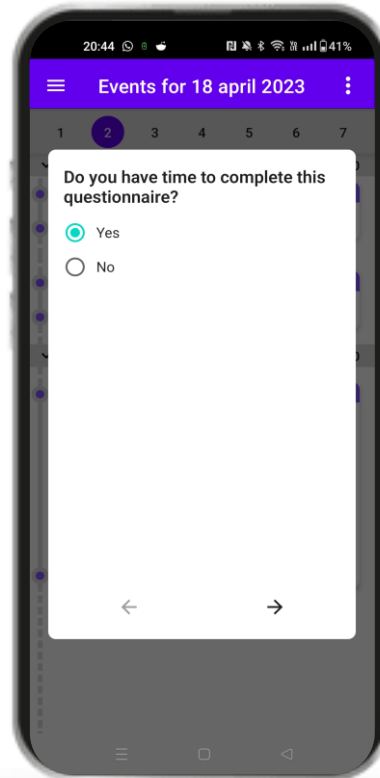 20:44 41%
Events for 18 april 2023
1 2 3 4 5 6 7
Do you have time to complete this
questionnaire?
Yes
No